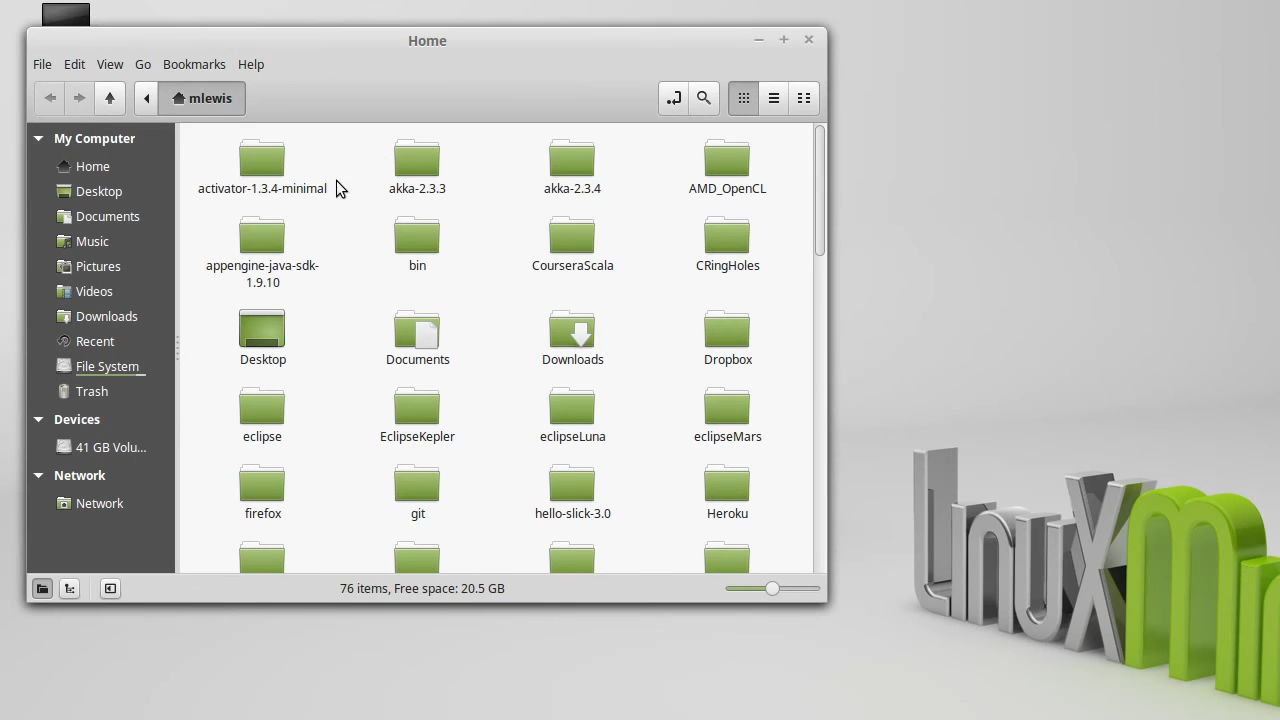 Home
File Edit View Go Bookmarks Help
mlewis
My Computer
Home
Desktop
Documents
Music
Pictures
Videos
Downloads
Recent
File System
Trash
Devices
41 GB Volu...
Network
Network
activator-1.3.4-minimal akka-2.3.3 akka-2.3.4 AMD_OpenCL
appengine-java-sdk-
1.9.10
bin CourseraScala CRingHoles
Desktop Documents Downloads Dropbox
eclipse EclipseKepler eclipseLuna eclipseMars
firefox git hello-slick-3.0 Heroku
76 items, Free space: 20.5 GB
Linux